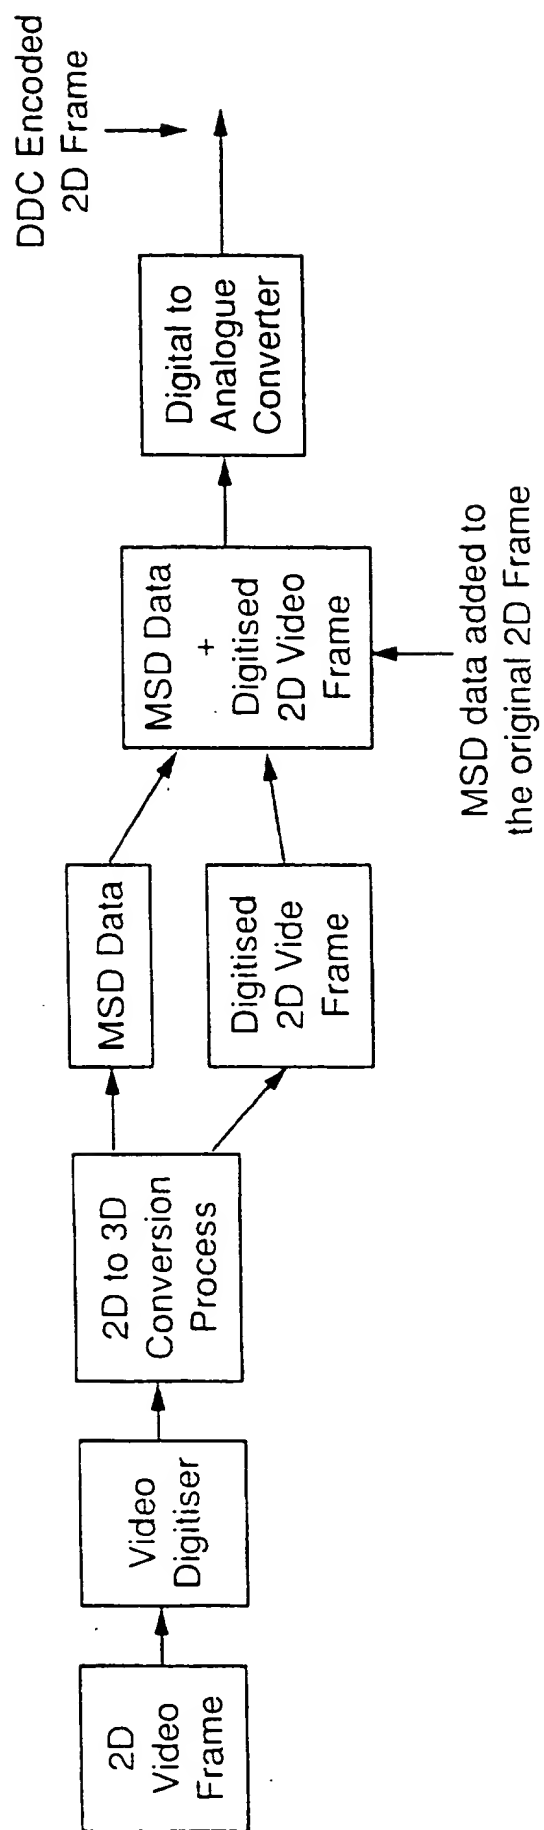 2D
Video
Frame
Video
Digitiser
2D to 3D
Conversion
Process
MSD Data
Digitised
2D Vide
Frame
MSD Data
+
Digitised
2D Video
Frame
MSD data added to
the original 2D Frame
Digital to
Analogue
Converter
DDC Encoded
2D Frame